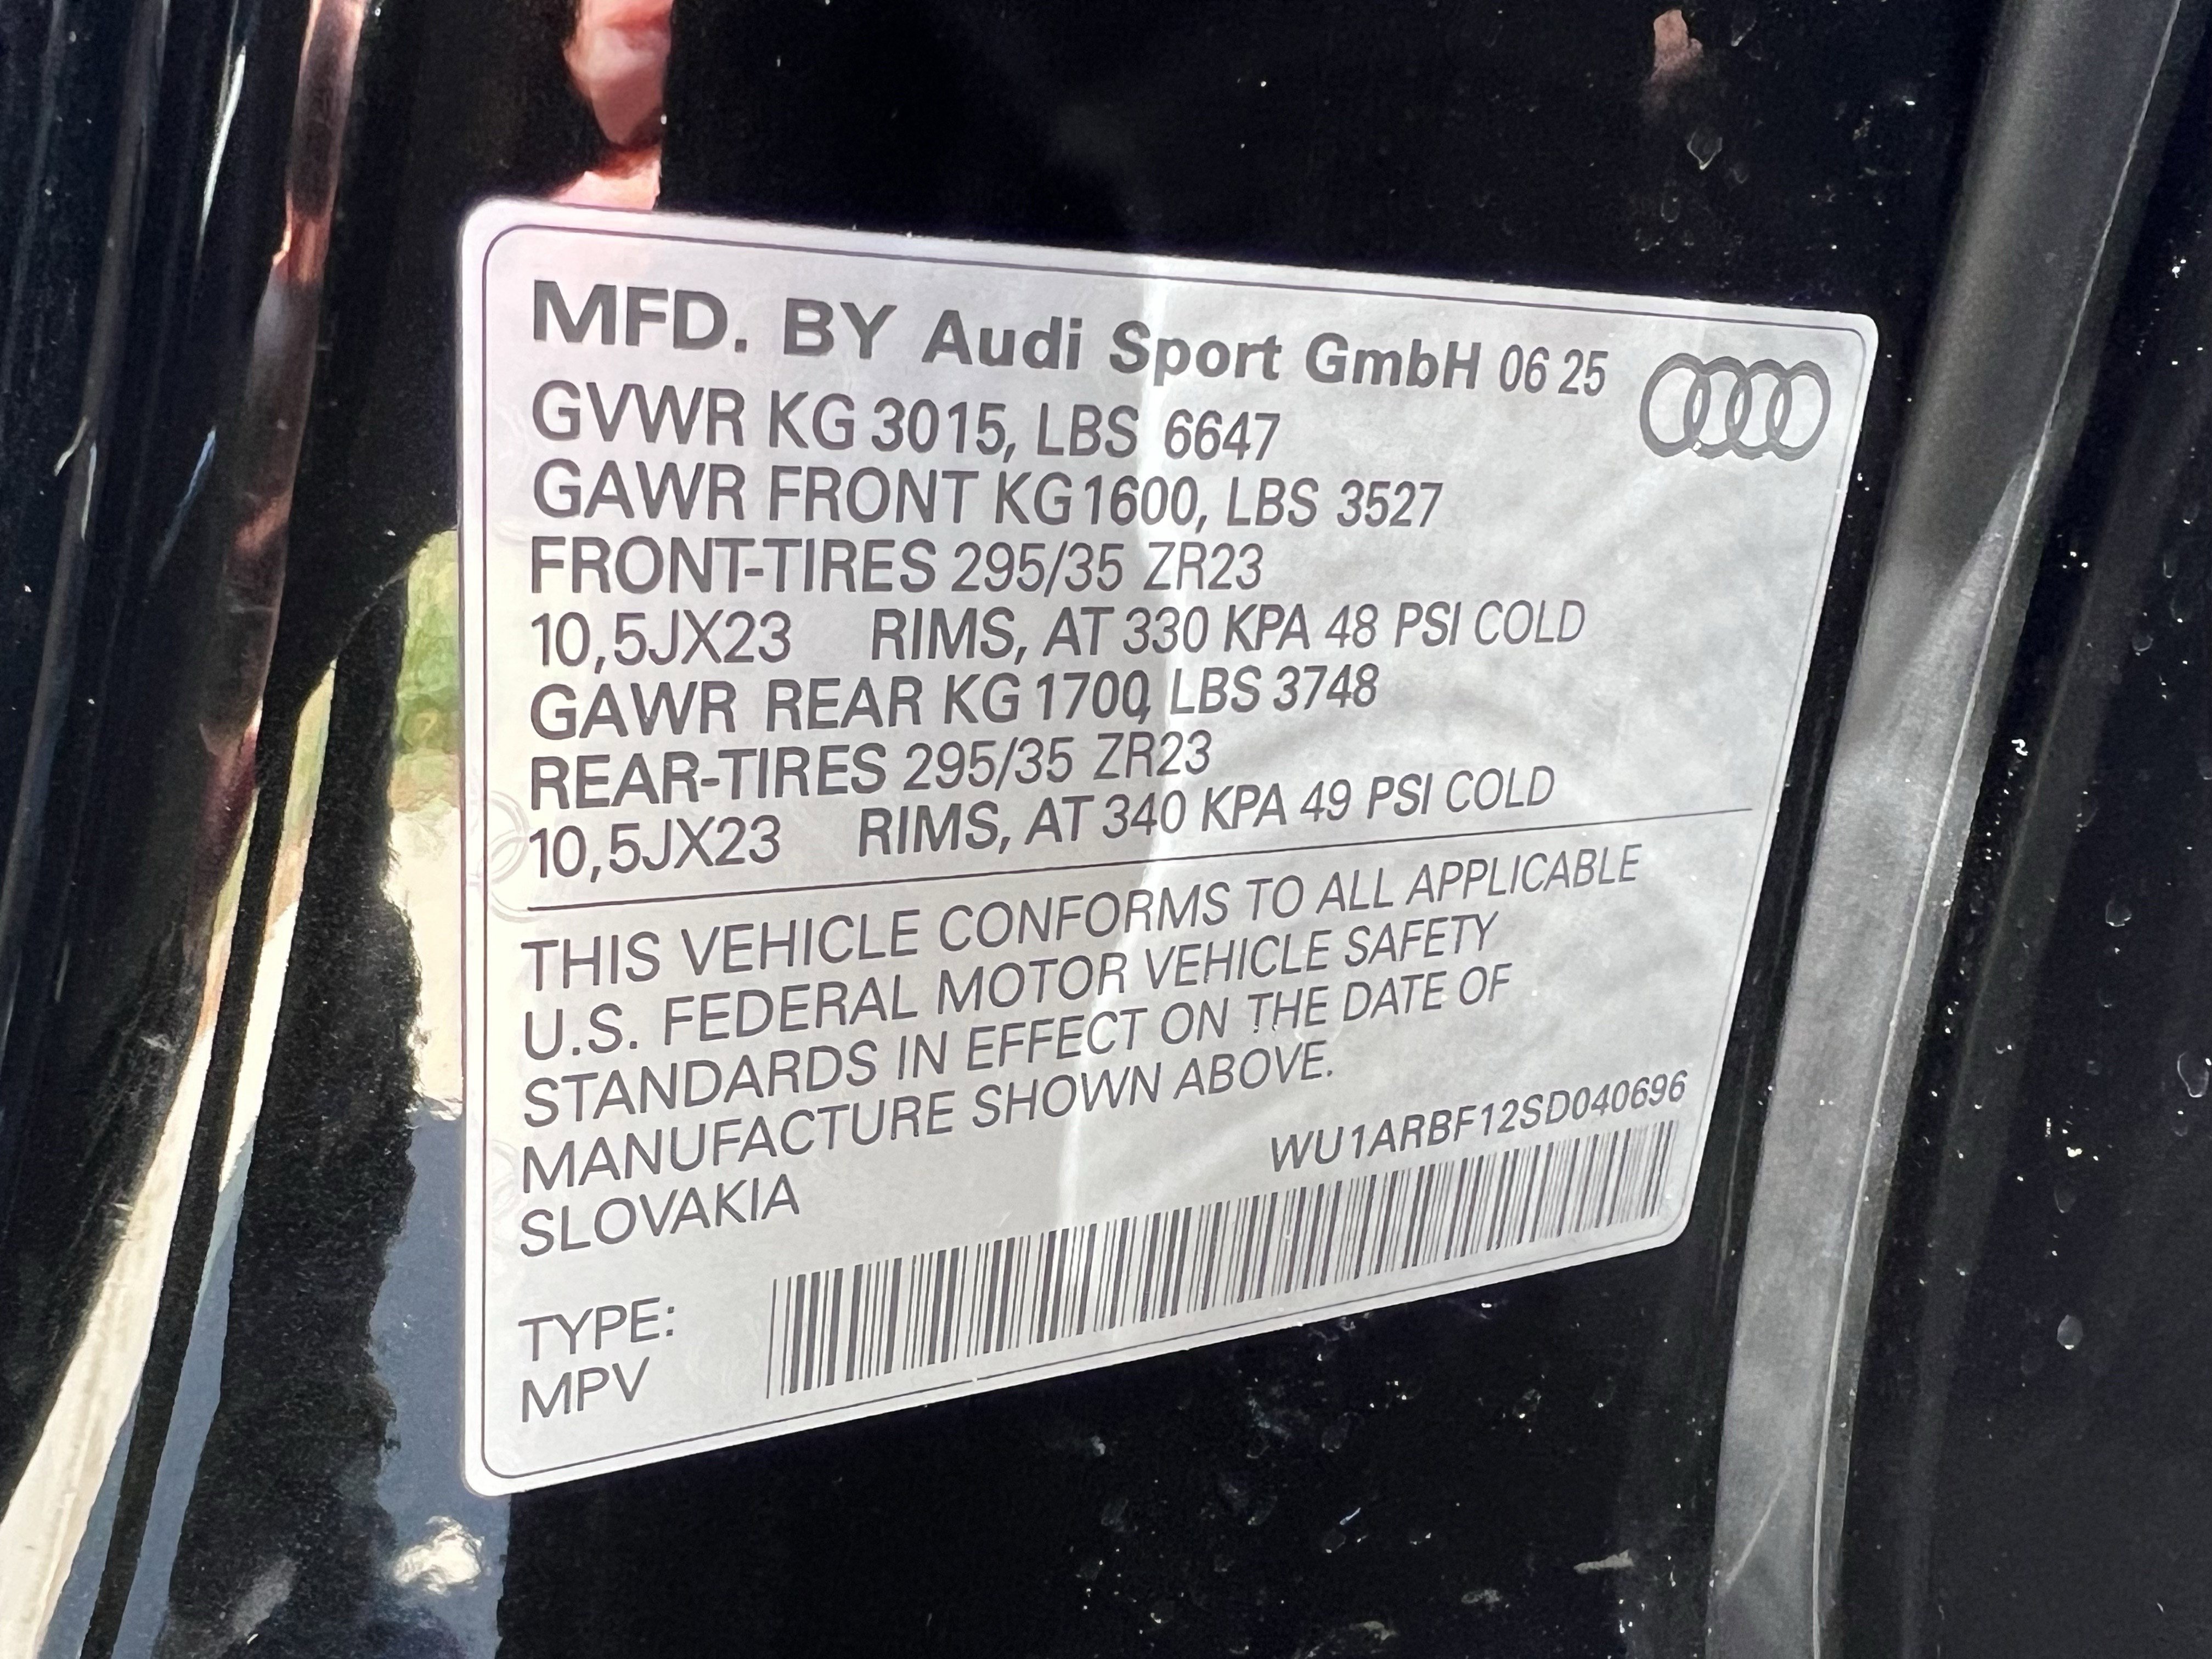 MFD. BY Audi Sport GmbH 06 25
GVWR KG 3015, LBS 6647
GAWR FRONT KG 1600, LBS 3527
FRONT-TIRES 295/35 ZR23
10,5JX23 RIMS, AT 330 KPA 48 PSI COLD
GAWR REAR KG 1700, LBS 3748
REAR-TIRES 295/35 ZR23
10,5JX23 RIMS, AT 340 KPA 49 PSI COLD
THIS VEHICLE CONFORMS TO ALL APPLICABLE
U.S. FEDERAL MOTOR VEHICLE SAFETY
STANDARDS IN EFFECT ON THE DATE OF
MANUFACTURE SHOWN ABOVE.
SLOVAKIA
WU1ARBF12SD040696
TYPE:
MPV